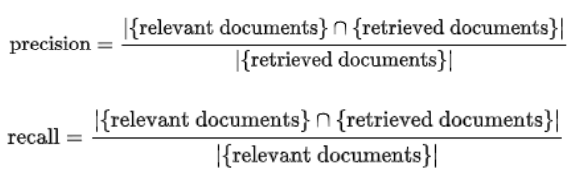 precision = |{relevant documents} ∩ {retrieved documents}| / |{retrieved documents}|
recall = |{relevant documents} ∩ {retrieved documents}| / |{relevant documents}|